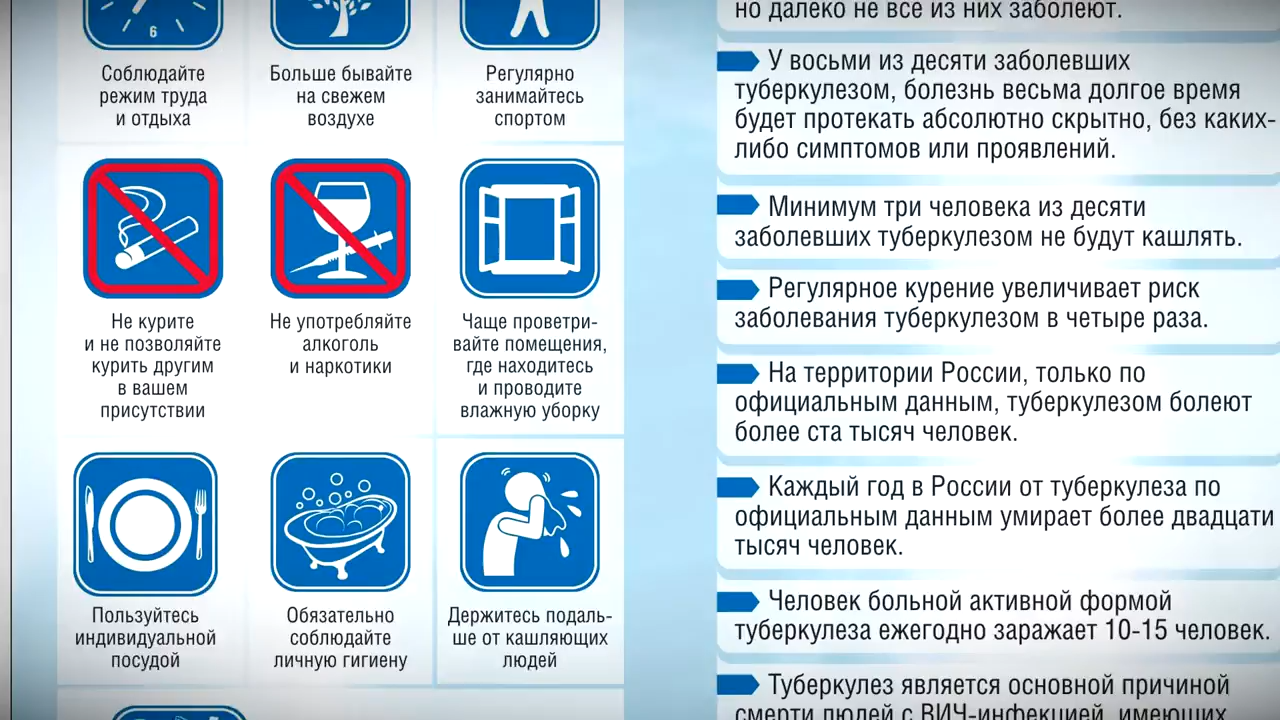 6
Соблюдайте
режим труда
и отдыха
Больше бывайте
на свежем
воздухе
Регулярно
занимайтесь
спортом
Не курите
и не позволяйте
курить другим
в вашем
присутствии
Не употребляйте
алкоголь
и наркотики
Чаще проветри-
вайте помещения,
где находитесь
и проводите
влажную уборку
Пользуйтесь
индивидуальной
посудой
Обязательно
соблюдайте
личную гигиену
Держитесь подаль-
ше от кашляющих
людей
но далеко не все из них заболеют.
У восьми из десяти заболевших
туберкулезом, болезнь весьма долгое время
будет протекать абсолютно скрытно, без каких-
либо симптомов или проявлений.
Минимум три человека из десяти
заболевших туберкулезом не будут кашлять.
Регулярное курение увеличивает риск
заболевания туберкулезом в четыре раза.
На территории России, только по
официальным данным, туберкулезом болеют
более ста тысяч человек.
Каждый год в России от туберкулеза по
официальным данным умирает более двадцати
тысяч человек.
Человек больной активной формой
туберкулеза ежегодно заражает 10-15 человек.
Туберкулез является основной причиной
смерти людей с ВИЧ-инфекцией, имеющих